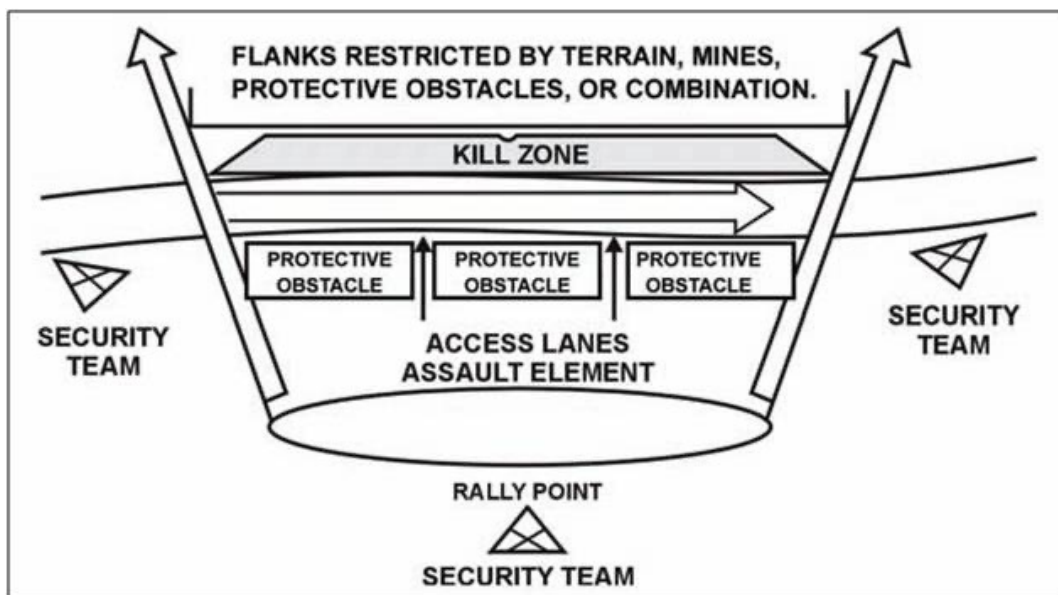 FLANKS RESTRICTED BY TERRAIN, MINES,
PROTECTIVE OBSTACLES, OR COMBINATION.
KILL ZONE
PROTECTIVE
OBSTACLE
PROTECTIVE
OBSTACLE
PROTECTIVE
OBSTACLE
SECURITY
TEAM
ACCESS LANES
ASSAULT ELEMENT
SECURITY
TEAM
RALLY POINT
SECURITY TEAM